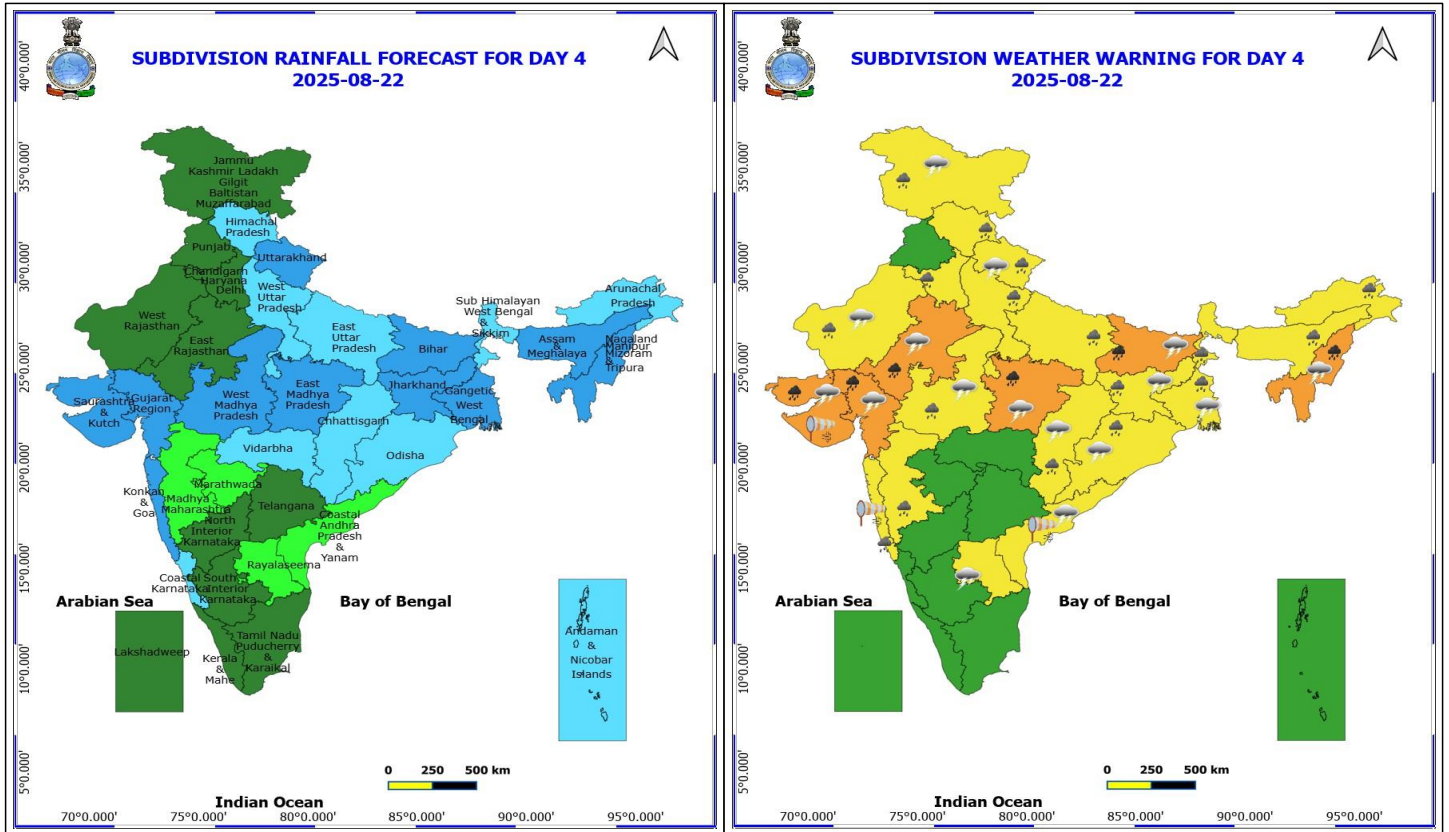 SUBDIVISION RAINFALL FORECAST FOR DAY 4
2025-08-22
40°0.000'
35°0.000'
30°0.000'
25°0.000'
20°0.000'
15°0.000'
10°0.000'
5°0.000'
Jammu
Kashmir Ladakh
Gilgit
Baltistan
Muzaffarabad
Himachal
Pradesh
Punjab
Uttarakhand
Chandigarh
Haryana
Delhi
West
Uttar
Pradesh
Arunachal
Pradesh
Sub Himalayan
West Bengal
&
Sikkim
West
Rajasthan
East
Rajasthan
East
Uttar
Pradesh
Bihar
Assam
&
Meghalaya
Nagaland
Manipur
Mizoram
&
Tripura
Saurashtra
&
Kutch
Gujarat
Region
West
Madhya
Pradesh
East
Madhya
Pradesh
Jharkhand
Gangetic
West
Bengal
Chhattisgarh
Vidarbha
Odisha
Konkan
&
Goa
Madhya
Maharashtra
Marathwada
Telangana
North
Interior
Karnataka
Coastal
Andhra
Pradesh
&
Yanam
Rayalaseema
Coastal
Karnataka
South
Interior
Karnataka
Arabian Sea
Bay of Bengal
Lakshadweep
Kerala
&
Mahe
Tamil Nadu
Puducherry
&
Karaikal
Andaman
&
Nicobar
Islands
0 250 500 km
Indian Ocean
70°0.000' 75°0.000' 80°0.000' 85°0.000' 90°0.000' 95°0.000'
SUBDIVISION WEATHER WARNING FOR DAY 4
2025-08-22
40°0.000'
35°0.000'
30°0.000'
25°0.000'
20°0.000'
15°0.000'
10°0.000'
5°0.000'
Arabian Sea
Bay of Bengal
0 250 500 km
Indian Ocean
70°0.000' 75°0.000' 80°0.000' 85°0.000' 90°0.000' 95°0.000'